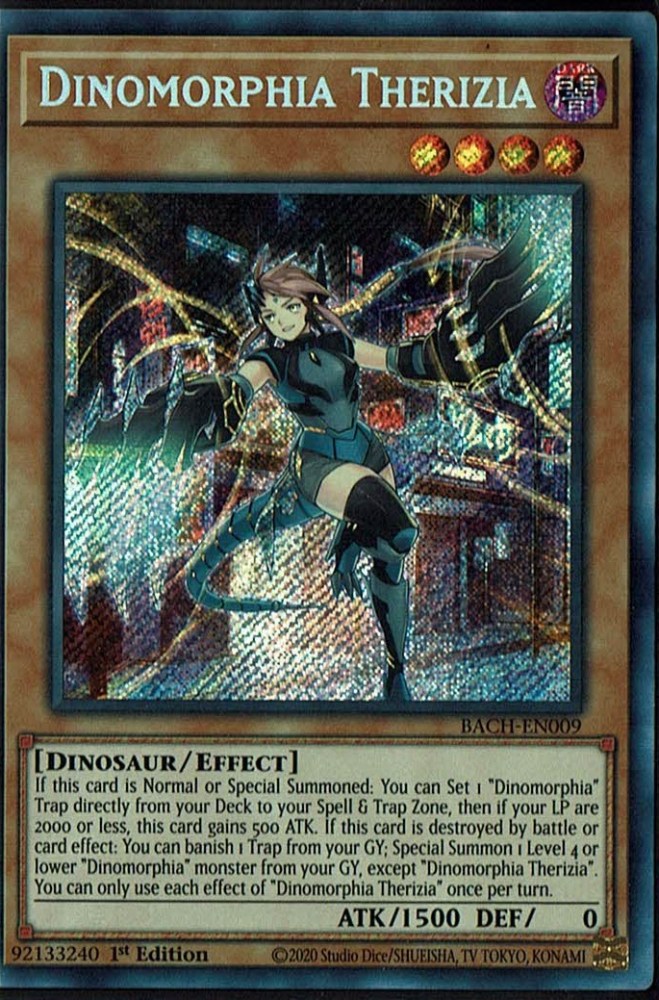 DINOMORPHIA THERIZIA
DARK
闇
BACH-EN009
[DINOSAUR/EFFECT]
If this card is Normal or Special Summoned: You can Set 1 "Dinomorphia"
Trap directly from your Deck to your Spell & Trap Zone, then if your LP are
2000 or less, this card gains 500 ATK. If this card is destroyed by battle or
card effect: You can banish 1 Trap from your GY; Special Summon 1 Level 4 or
lower "Dinomorphia" monster from your GY, except "Dinomorphia Therizia".
You can only use each effect of "Dinomorphia Therizia" once per turn.
ATK/1500 DEF/ 0
92133240 1st Edition ©2020 Studio Dice/SHUEISHA, TV TOKYO, KONAMI